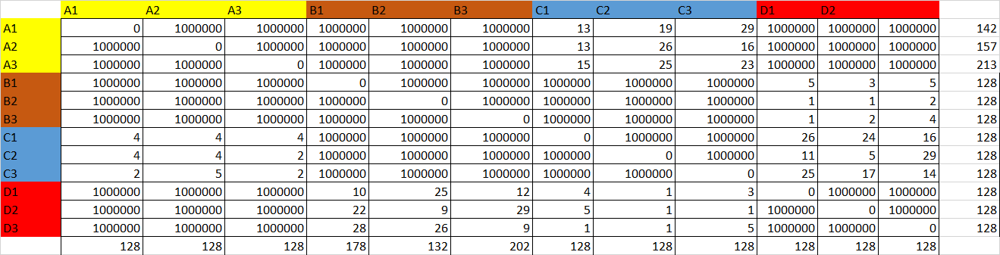 A1 A2 A3 B1 B2 B3 C1 C2 C3 D1 D2
A1 0 1000000 1000000 1000000 1000000 1000000 13 19 29 1000000 1000000 1000000 142
A2 1000000 0 1000000 1000000 1000000 1000000 13 26 16 1000000 1000000 1000000 157
A3 1000000 1000000 0 1000000 1000000 1000000 15 25 23 1000000 1000000 1000000 213
B1 1000000 1000000 1000000 0 1000000 1000000 1000000 1000000 1000000 5 3 5 128
B2 1000000 1000000 1000000 1000000 0 1000000 1000000 1000000 1000000 1 1 2 128
B3 1000000 1000000 1000000 1000000 1000000 0 1000000 1000000 1000000 1 2 4 128
C1 4 4 4 1000000 1000000 1000000 0 1000000 1000000 26 24 16 128
C2 4 4 2 1000000 1000000 1000000 1000000 0 1000000 11 5 29 128
C3 2 5 2 1000000 1000000 1000000 1000000 1000000 0 25 17 14 128
D1 1000000 1000000 1000000 10 25 12 4 1 3 0 1000000 1000000 128
D2 1000000 1000000 1000000 22 9 29 5 1 1 1000000 0 1000000 128
D3 1000000 1000000 1000000 28 26 9 1 1 5 1000000 1000000 0 128
128 128 128 178 132 202 128 128 128 128 128 128